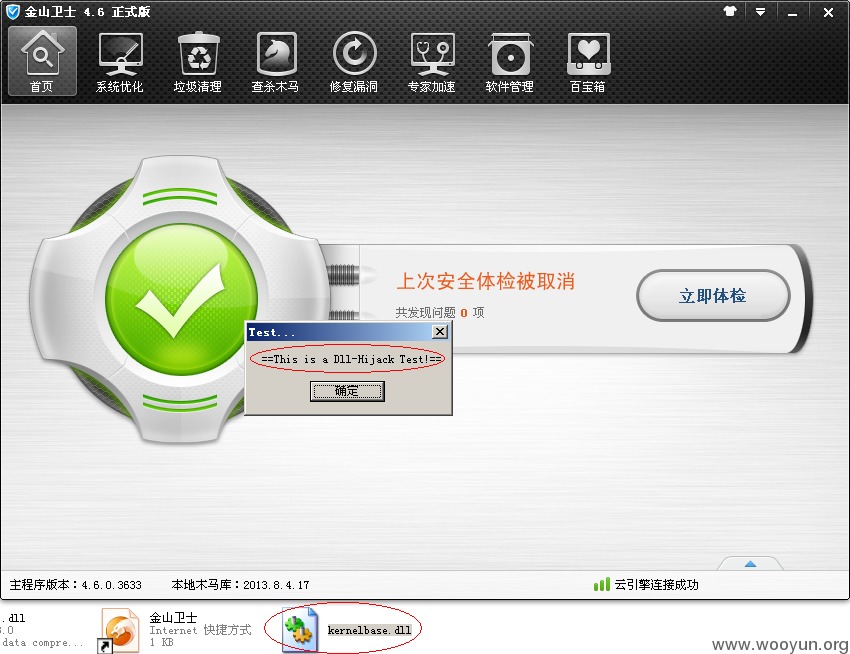 金山卫士 4.6 正式版
首页
系统优化
垃圾清理
查杀木马
修复漏洞
专家加速
软件管理
百宝箱
上次安全体检被取消
共发现问题 0 项
立即体检
Test...
==This is a Dll-Hijack Test!==
确定
主程序版本：4.6.0.3633
本地木马库：2013.8.4.17
云引擎连接成功
.dll
3.0
data compre...
金山卫士
Internet 快捷方式
1 KB
kernelbase.dll
www.wooyun.org